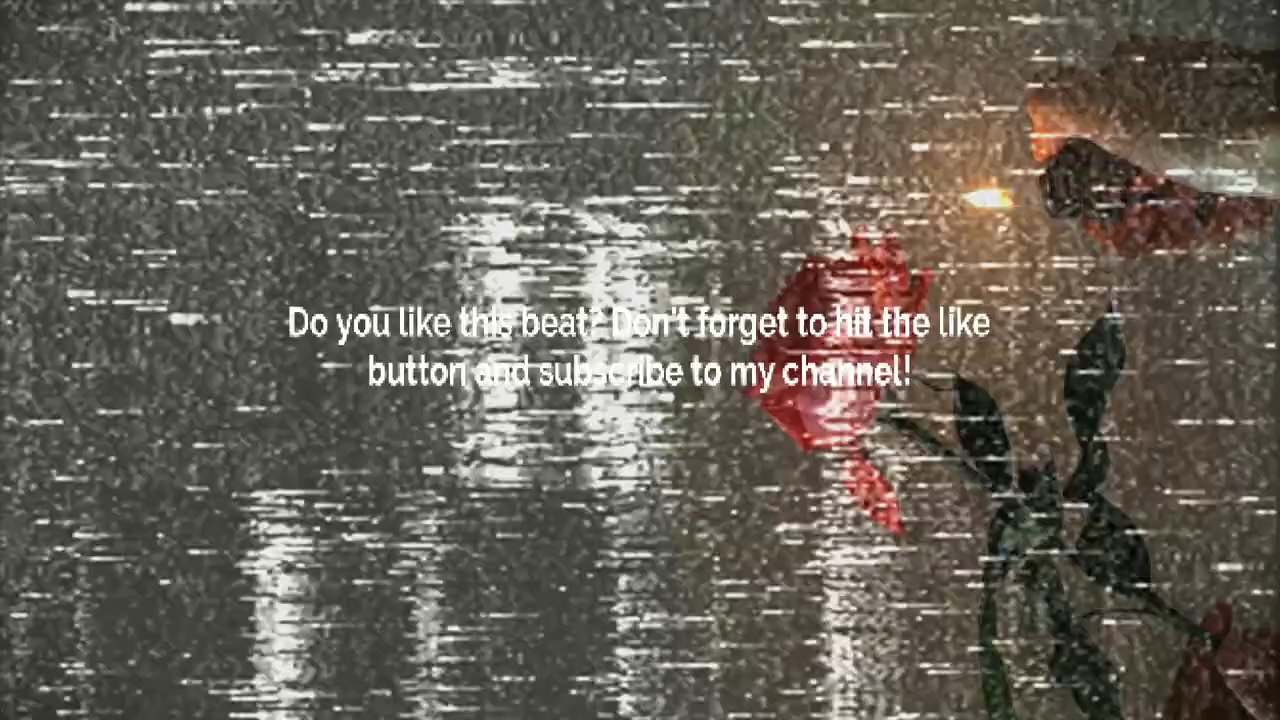 Do you like this beat? Don't forget to hit the like
button and subscribe to my channel!